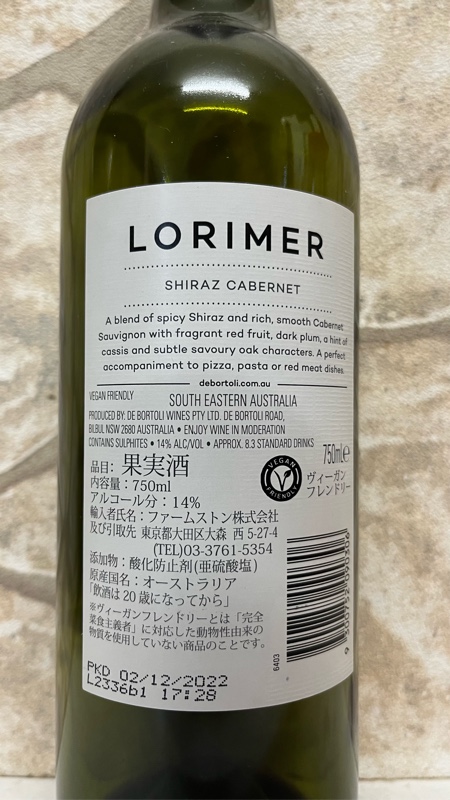 LORIMER
SHIRAZ CABERNET
A blend of spicy Shiraz and rich, smooth Cabernet
Sauvignon with fragrant red fruit, dark plum, a hint of
cassis and subtle savoury oak characters. A perfect
accompaniment to pizza, pasta or red meat dishes.
debortoli.com.au
VEGAN FRIENDLY
SOUTH EASTERN AUSTRALIA
PRODUCED BY: DE BORTOLI WINES PTY LTD. DE BORTOLI ROAD,
BILBUL NSW 2680 AUSTRALIA • ENJOY WINE IN MODERATION
CONTAINS SULPHITES • 14% ALC/VOL • APPROX. 8.3 STANDARD DRINKS
750ml e
品目: 果実酒
内容量：750ml
アルコール分：14%
VEGAN FRIENDLY
ヴィーガン
フレンドリー
輸入者氏名：ファームストン株式会社
及び引取先 東京都大田区大森 西 5-27-4
(TEL)03-3761-5354
添加物：酸化防止剤(亜硫酸塩)
原産国名：オーストラリア
「飲酒は 20 歳になってから」
※ヴィーガンフレンドリーとは「完全
菜食主義者」に対応した動物性由来の
物質を使用していない商品のことです。
6403
PKD 02/12/2022
L2336b1 17:28